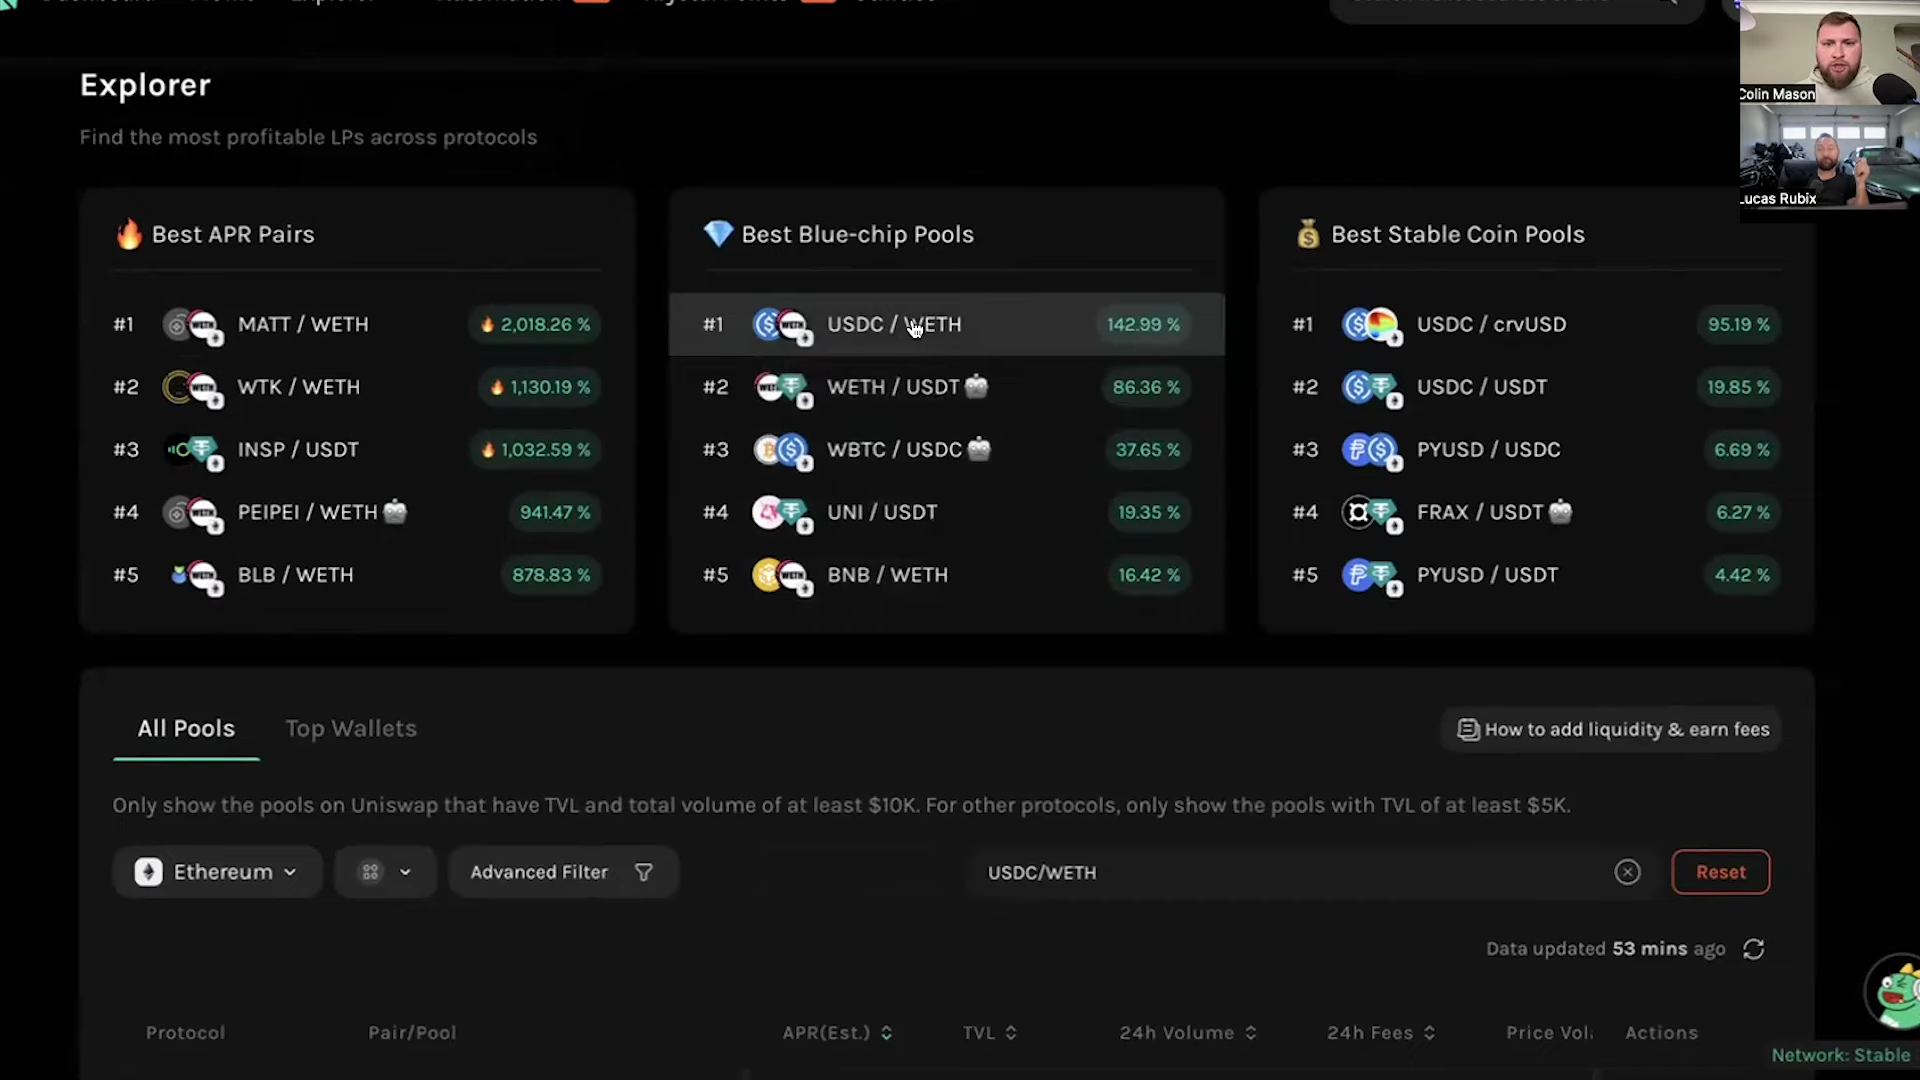 Colin Mason
Lucas Rubix
Explorer
Find the most profitable LPs across protocols
Best APR Pairs
#1 MATT / WETH 2,018.26 %
#2 WTK / WETH 1,130.19 %
#3 INSP / USDT 1,032.59 %
#4 PEIPEI / WETH 941.47 %
#5 BLB / WETH 878.83 %
Best Blue-chip Pools
#1 USDC / WETH 142.99 %
#2 WETH / USDT 86.36 %
#3 WBTC / USDC 37.65 %
#4 UNI / USDT 19.35 %
#5 BNB / WETH 16.42 %
Best Stable Coin Pools
#1 USDC / crvUSD 95.19 %
#2 USDC / USDT 19.85 %
#3 PYUSD / USDC 6.69 %
#4 FRAX / USDT 6.27 %
#5 PYUSD / USDT 4.42 %
All Pools Top Wallets How to add liquidity & earn fees
Only show the pools on Uniswap that have TVL and total volume of at least $10K. For other protocols, only show the pools with TVL of at least $5K.
Ethereum Advanced Filter USDC/WETH Reset
Data updated 53 mins ago
Protocol Pair/Pool APR(Est.) TVL 24h Volume 24h Fees Price Vol. Actions
Network: Stable